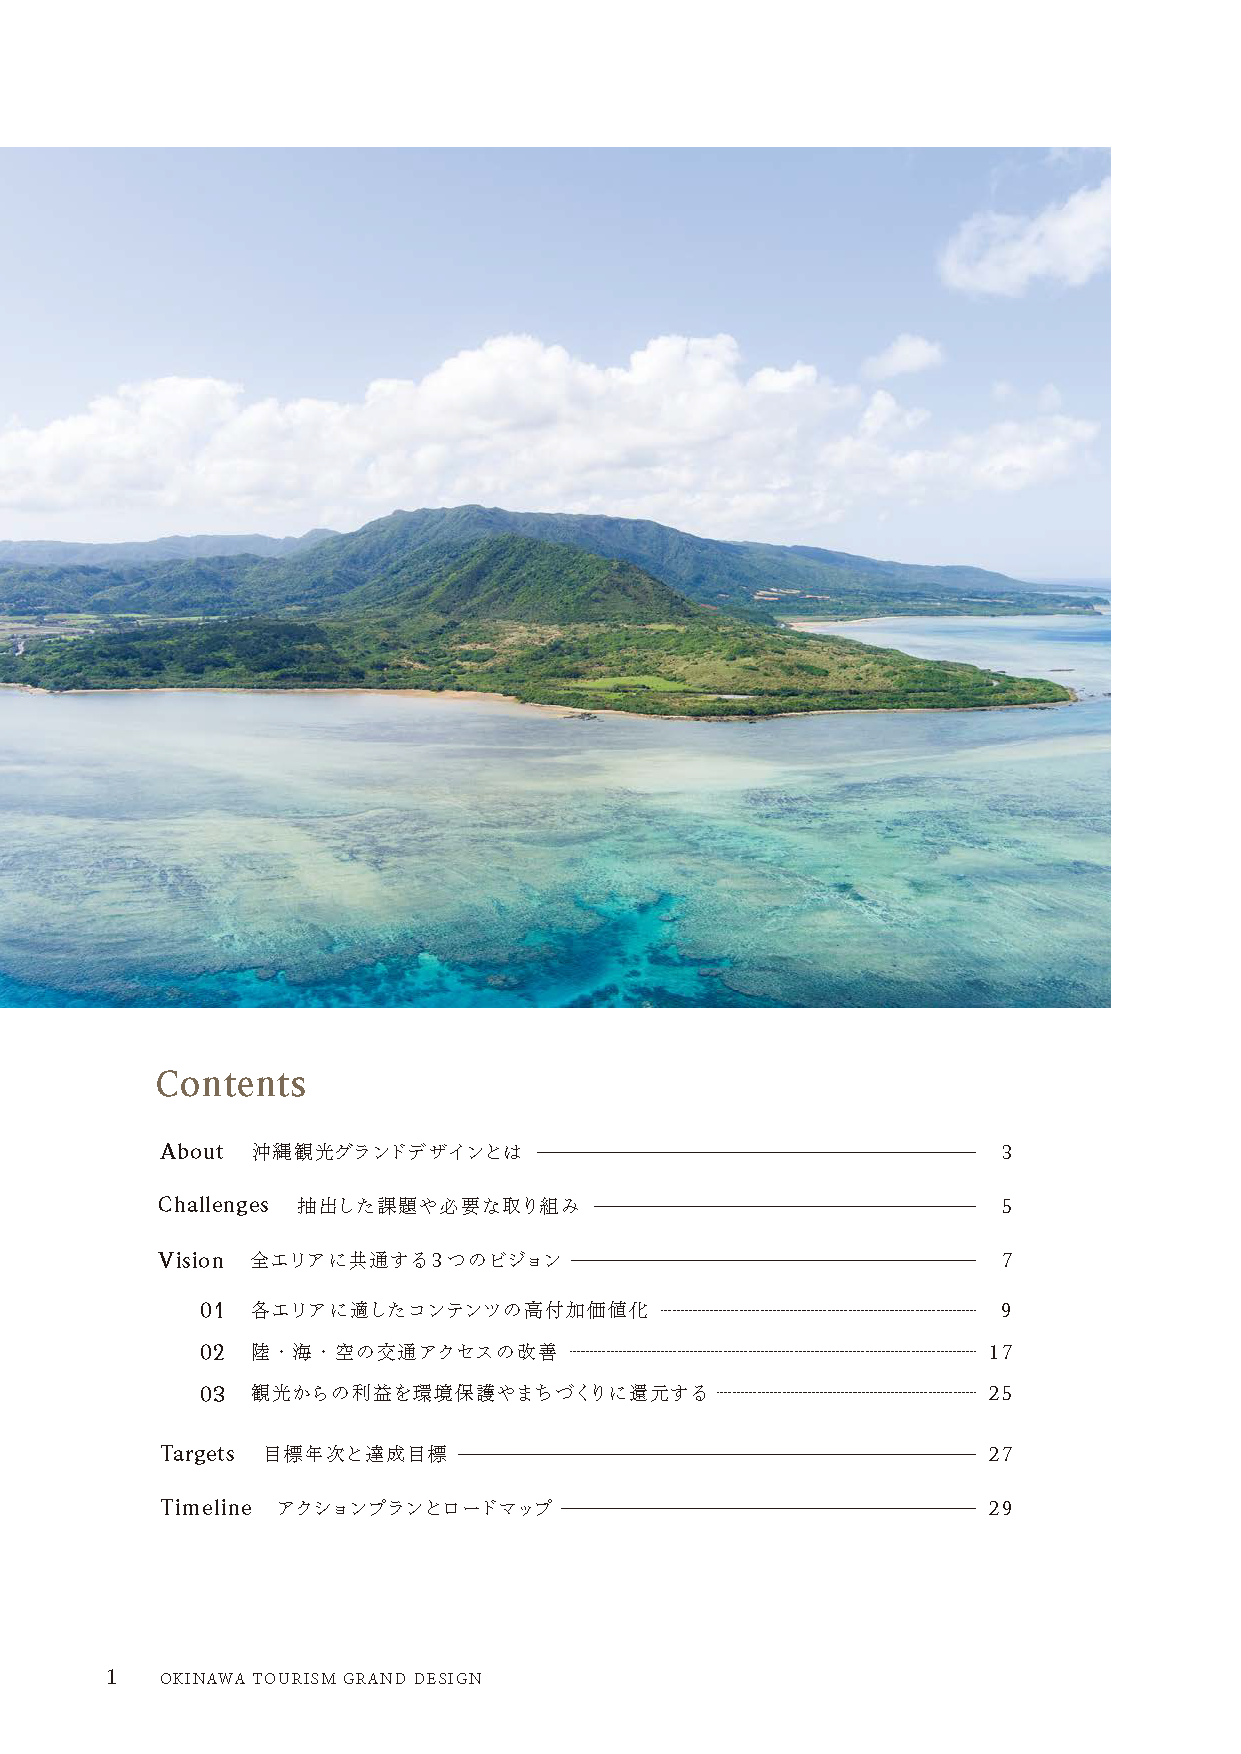 Contents
About 沖縄観光グランドデザインとは 3
Challenges 抽出した課題や必要な取り組み 5
Vision 全エリアに共通する3つのビジョン 7
01 各エリアに適したコンテンツの高付加価値化 9
02 陸・海・空の交通アクセスの改善 17
03 観光からの利益を環境保護やまちづくりに還元する 25
Targets 目標年次と達成目標 27
Timeline アクションプランとロードマップ 29
1 OKINAWA TOURISM GRAND DESIGN